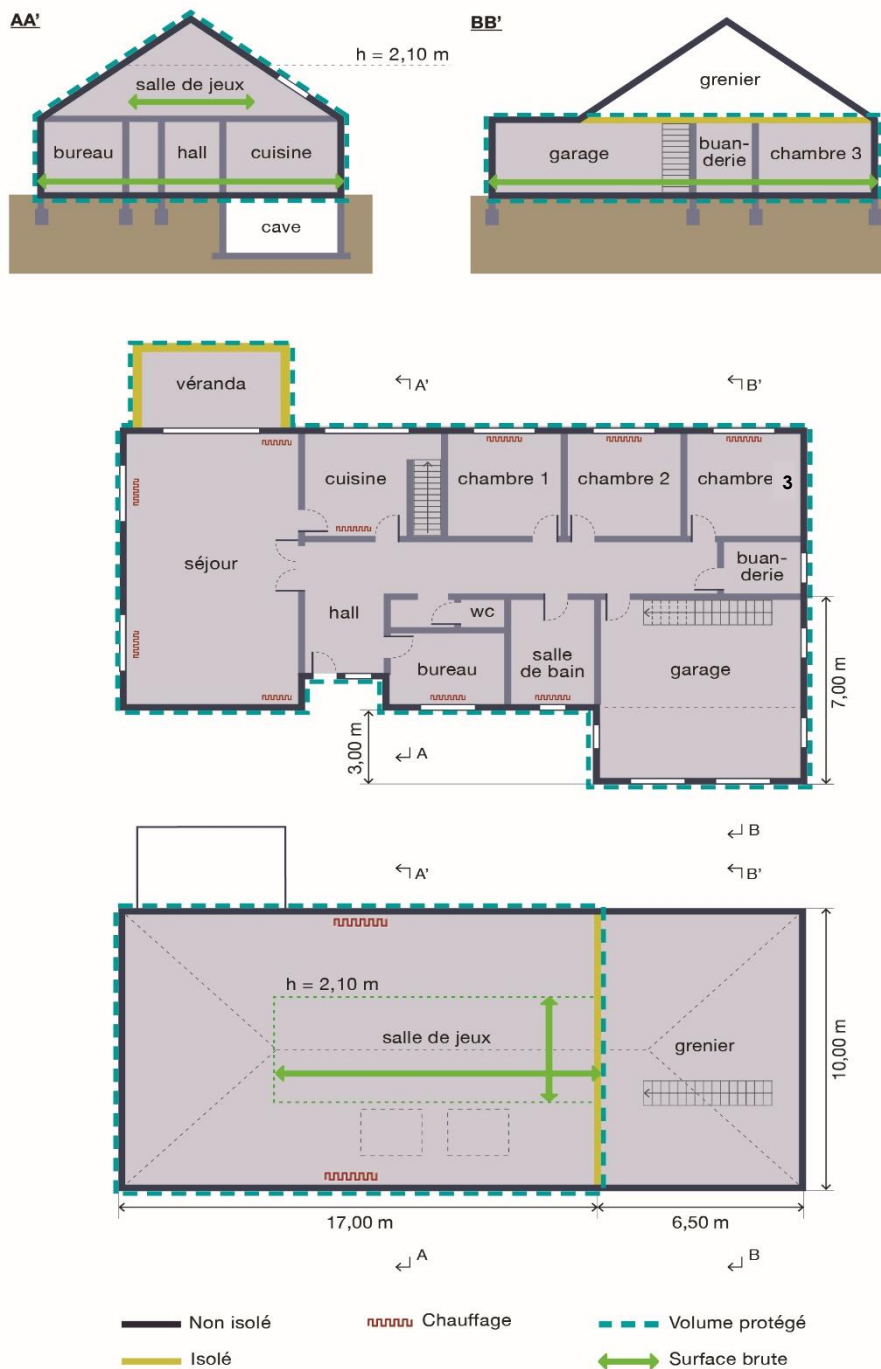 AA'
h = 2,10 m
salle de jeux
bureau
hall
cuisine
cave
BB'
grenier
garage
buan-
derie
chambre 3
véranda
A'
B'
cuisine
chambre 1
chambre 2
chambre 3
séjour
buan-
derie
hall
wc
bureau
salle
de bain
garage
7,00 m
3,00 m
A
B
A'
B'
h = 2,10 m
salle de jeux
grenier
10,00 m
17,00 m
6,50 m
A
B
Non isolé
Chauffage
Volume protégé
Isolé
Surface brute